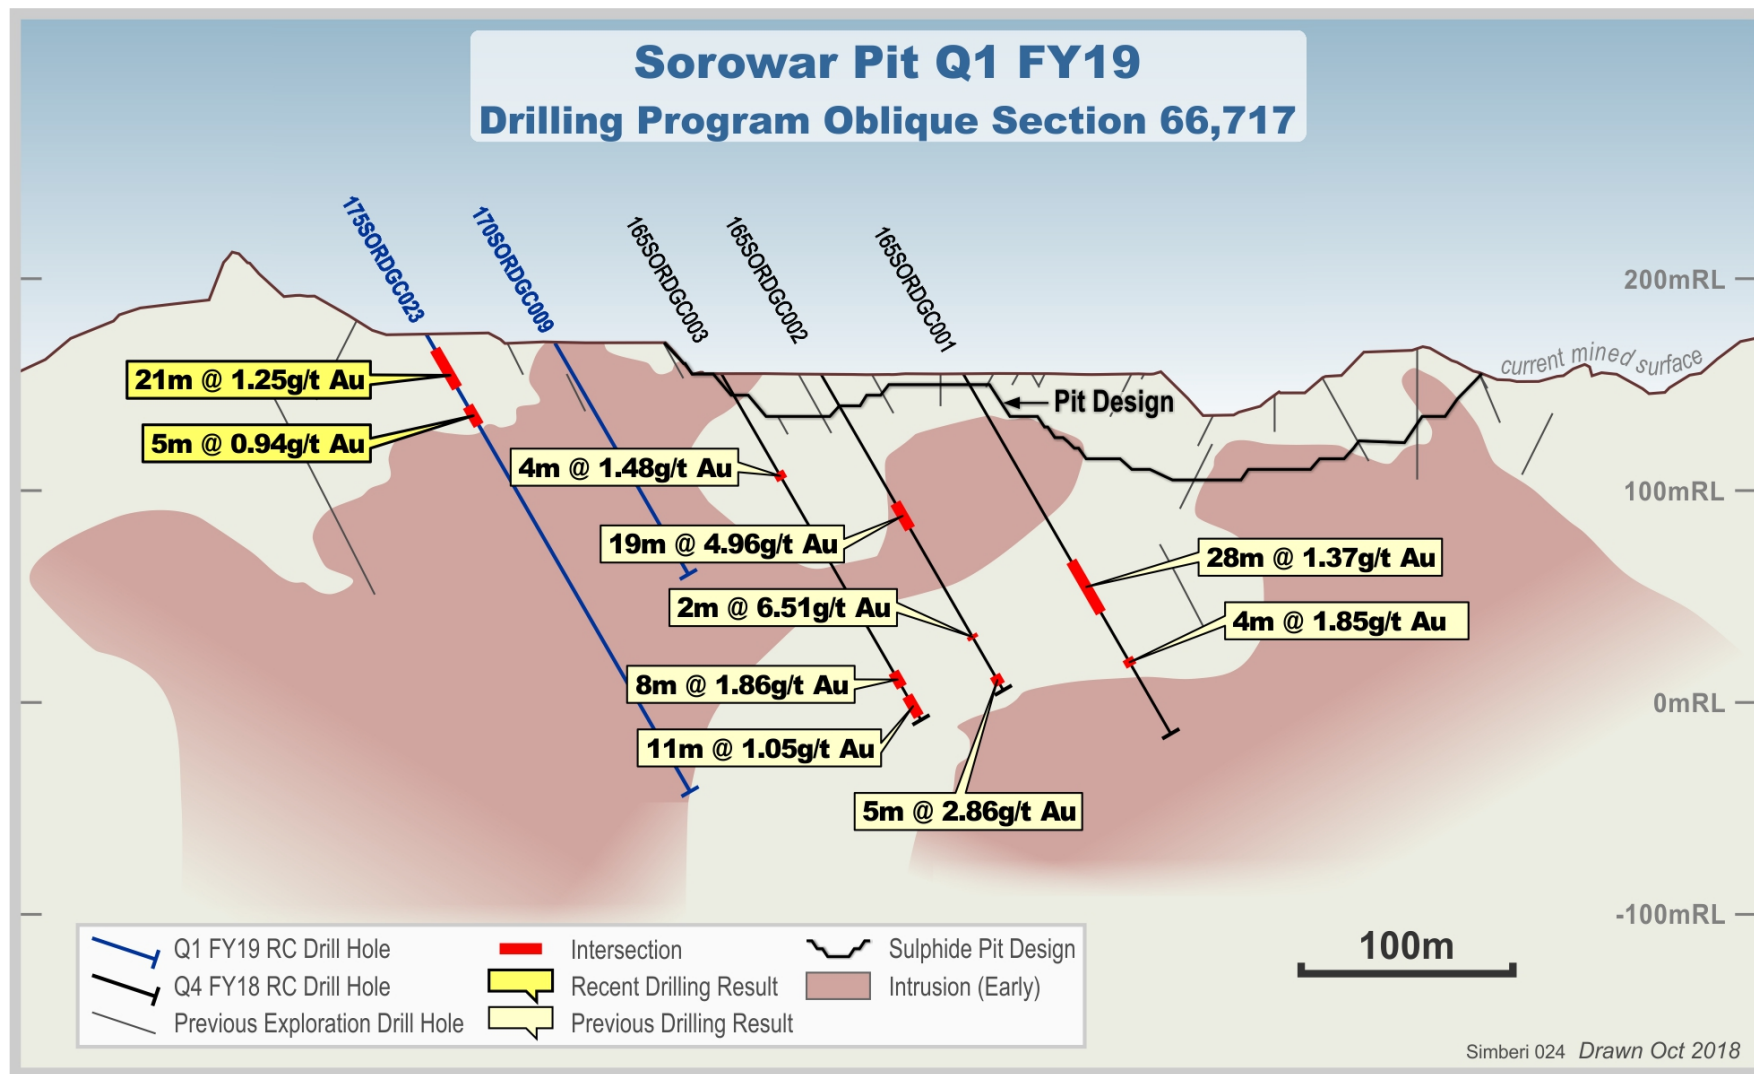 Sorowar Pit Q1 FY19
Drilling Program Oblique Section 66,717
175SORDGC023
170SORDGC009
165SORDGC003
165SORDGC002
165SORDGC001
200mRL
current mined surface
21m @ 1.25g/t Au
Pit Design
5m @ 0.94g/t Au
4m @ 1.48g/t Au
100mRL
19m @ 4.96g/t Au
28m @ 1.37g/t Au
2m @ 6.51g/t Au
4m @ 1.85g/t Au
8m @ 1.86g/t Au
0mRL
11m @ 1.05g/t Au
5m @ 2.86g/t Au
-100mRL
Q1 FY19 RC Drill Hole
Q4 FY18 RC Drill Hole
Previous Exploration Drill Hole
Intersection
Recent Drilling Result
Previous Drilling Result
Sulphide Pit Design
Intrusion (Early)
100m
Simberi 024 Drawn Oct 2018